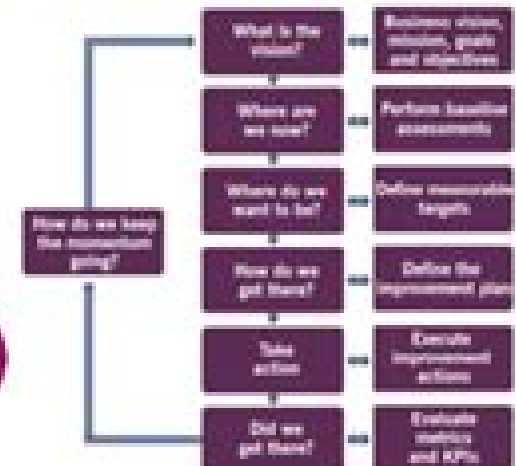 What is the
vision?
Business vision,
mission, goals
and objectives
Where are
we now?
Perform baseline
assessments
Where do we
want to be?
Define measurable
targets
How do we keep
the momentum
going?
How do we
get there?
Define the
improvement plan
Take
action
Execute
improvement
actions
Did we
get there?
Evaluate
metrics
and KPIs